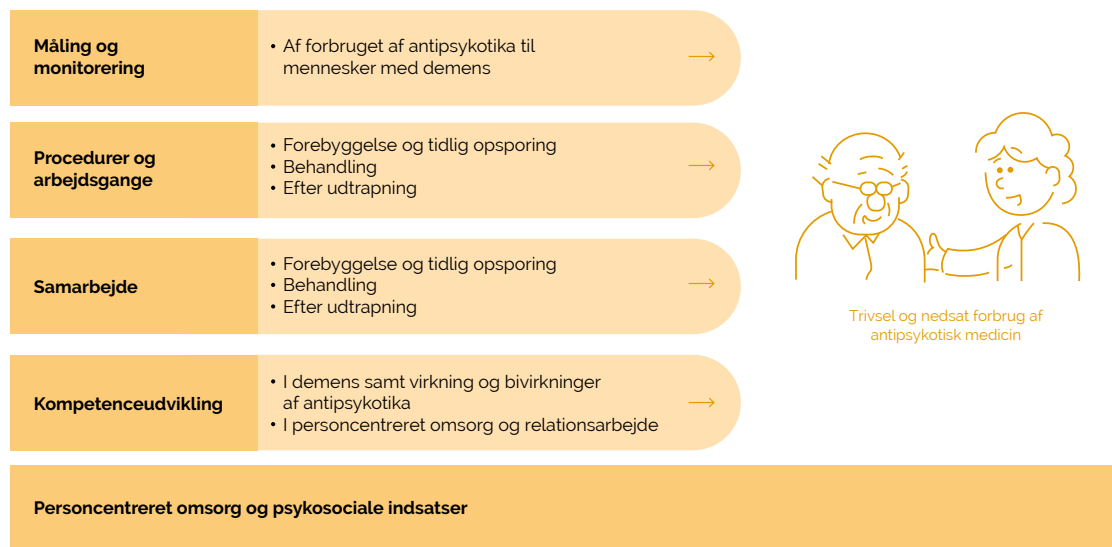 Måling og
monitorering
• Af forbruget af antipsykotika til
mennesker med demens
Procedurer og
arbejdsgange
• Forebyggelse og tidlig opsporing
• Behandling
• Efter udtrapning
Samarbejde
• Forebyggelse og tidlig opsporing
• Behandling
• Efter udtrapning
Kompetenceudvikling
• I demens samt virkning og bivirkninger
af antipsykotika
• I personcentreret omsorg og relationsarbejde
Trivsel og nedsat forbrug af
antipsykotisk medicin
Personcentreret omsorg og psykosociale indsatser